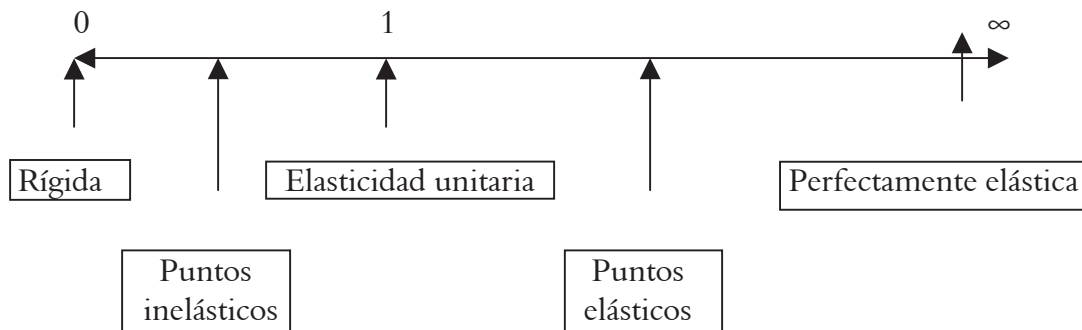 0 1 ∞
Rígida Elasticidad unitaria Perfectamente elástica
Puntos
inelásticos
Puntos
elásticos